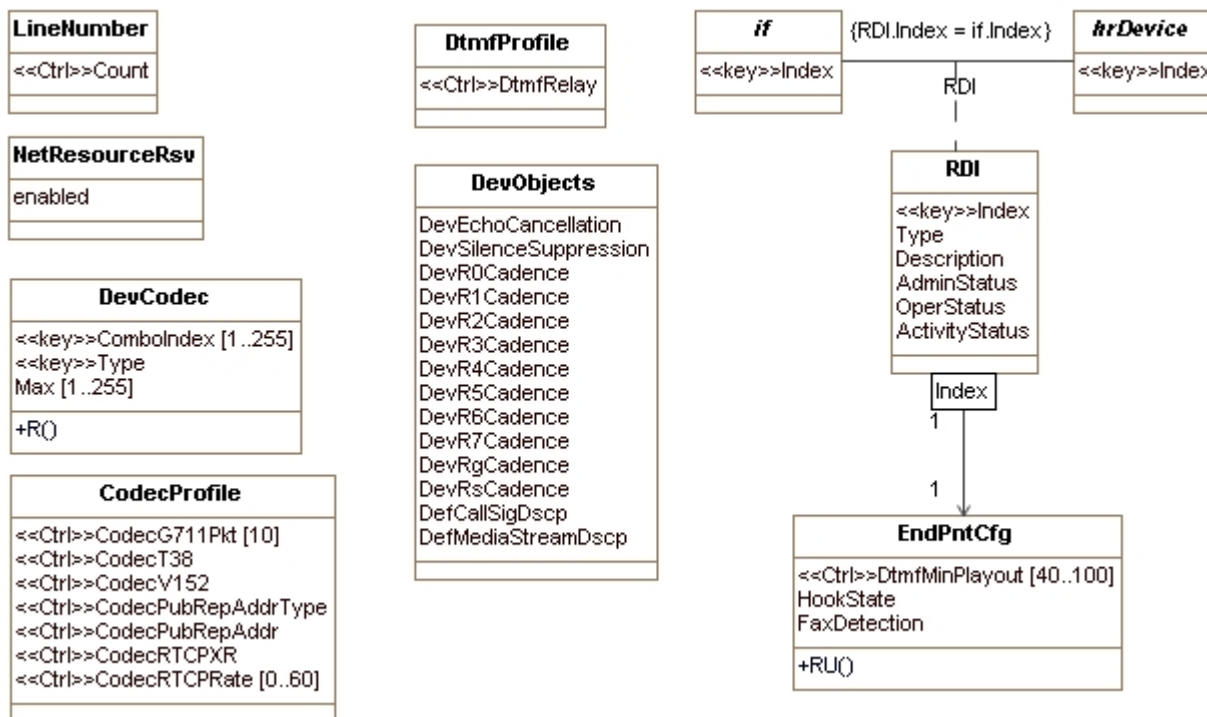 LineNumber
<<Ctrl>>Count
NetResourceRsv
enabled
DevCodec
<<key>>ComboIndex [1..255]
<<key>>Type
Max [1..255]
+R()
CodecProfile
<<Ctrl>>CodecG711Pkt [10]
<<Ctrl>>CodecT38
<<Ctrl>>CodecV152
<<Ctrl>>CodecPubRepAddrType
<<Ctrl>>CodecPubRepAddr
<<Ctrl>>CodecRTCPXR
<<Ctrl>>CodecRTCPRate [0..60]
DtmfProfile
<<Ctrl>>DtmfRelay
DevObjects
DevEchoCancellation
DevSilenceSuppression
DevR0Cadence
DevR1Cadence
DevR2Cadence
DevR3Cadence
DevR4Cadence
DevR5Cadence
DevR6Cadence
DevR7Cadence
DevRgCadence
DevRsCadence
DefCallSigDscp
DefMediaStreamDscp
if
<<key>>Index
{RDI.Index = if.Index}
hrDevice
<<key>>Index
RDI
RDI
<<key>>Index
Type
Description
AdminStatus
OperStatus
ActivityStatus
Index
1
1
EndPntCfg
<<Ctrl>>DtmfMinPlayout [40..100]
HookState
FaxDetection
+RU()